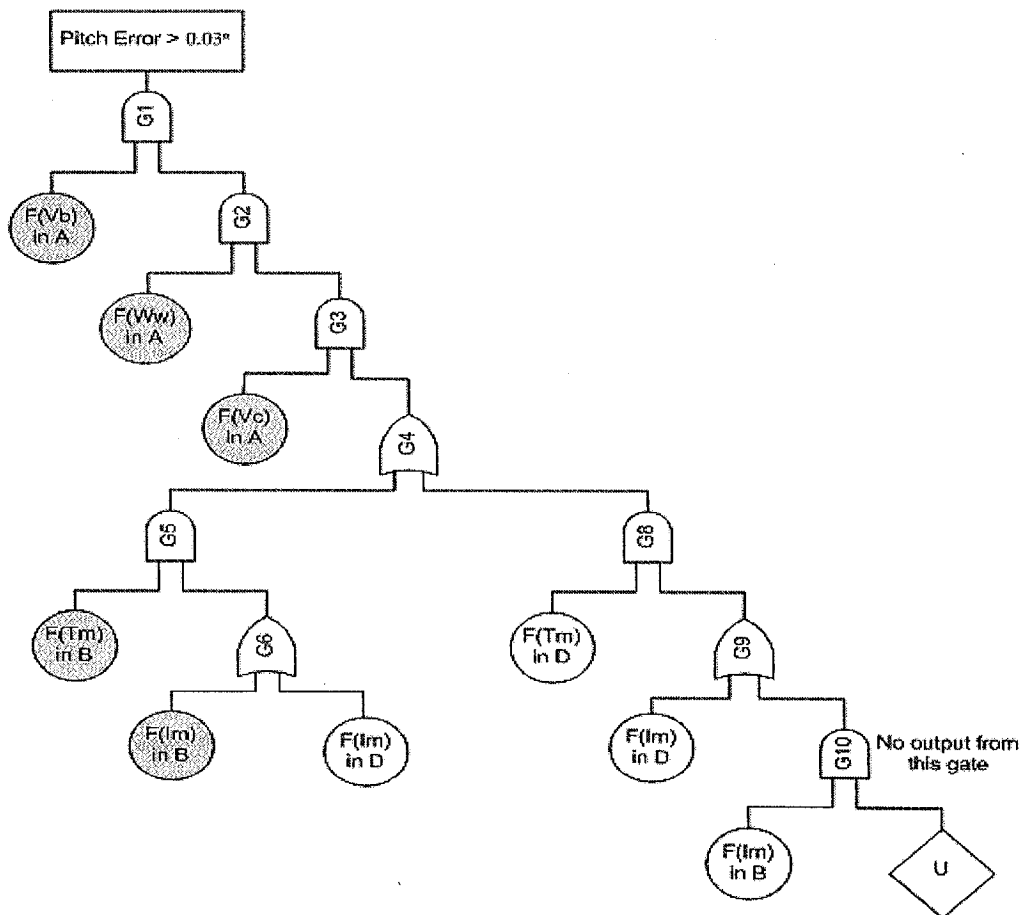 Pitch Error > 0.03°
G1
F(Vb)
in A
G2
F(Ww)
in A
G3
F(Vc)
in A
G4
G5
G8
F(Tm)
in B
G6
F(Tm)
in D
G9
F(Im)
in B
F(Im)
in D
F(Im)
in D
G10
No output from
this gate
F(Im)
in B
U